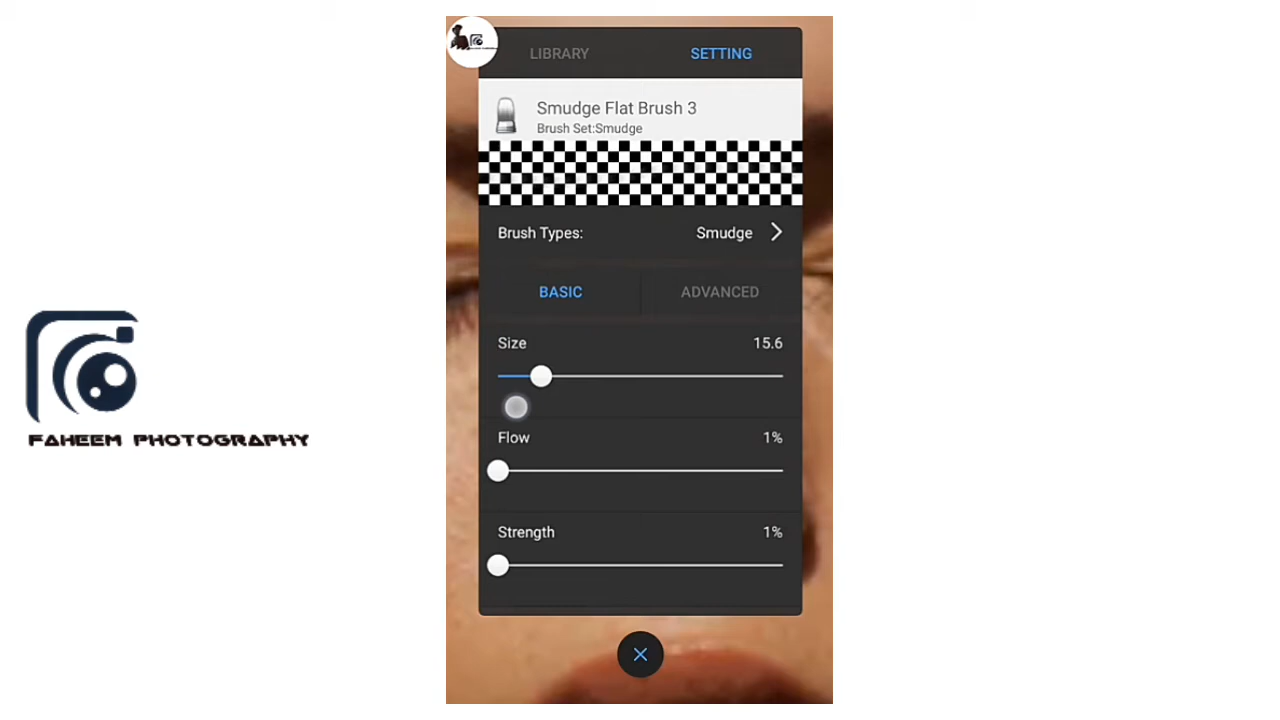 LIBRARY SETTING
Smudge Flat Brush 3
Brush Set:Smudge
Brush Types: Smudge
BASIC ADVANCED
Size 15.6
Flow 1%
Strength 1%
FAHEEM PHOTOGRAPHY